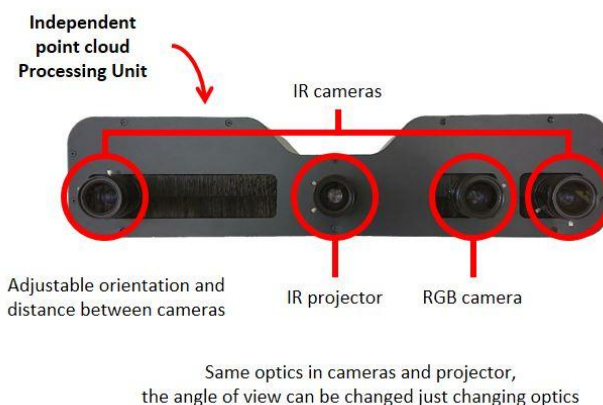 Independent
point cloud
Processing Unit
IR cameras
Adjustable orientation and
distance between cameras
IR projector
RGB camera
Same optics in cameras and projector,
the angle of view can be changed just changing optics